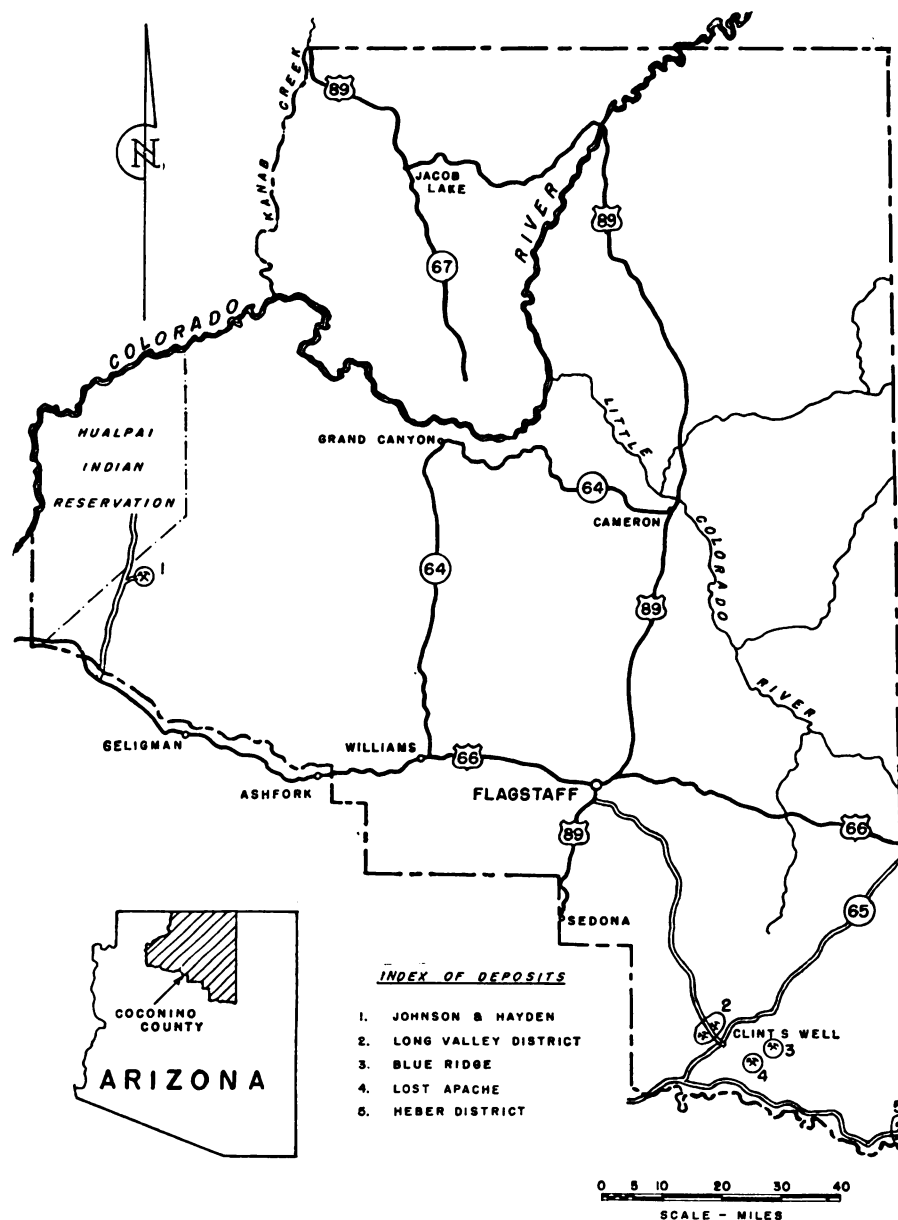 KANAB CREEK
89
N
JACOB
LAKE
RIVER
89
67
COLORADO
HUALPAI
INDIAN
RESERVATION
GRAND CANYON
LITTLE
64
CAMERON
COLORADO
1
64
89
RIVER
SELIGMAN
WILLIAMS
66
ASHFORK
FLAGSTAFF
89
66
65
SEDONA
COCONINO
COUNTY
ARIZONA
INDEX OF DEPOSITS
1. JOHNSON & HAYDEN
2. LONG VALLEY DISTRICT
3. BLUE RIDGE
4. LOST APACHE
5. HEBER DISTRICT
2
CLINTS WELL
3
4
5
0 5 10 20 30 40
SCALE - MILES